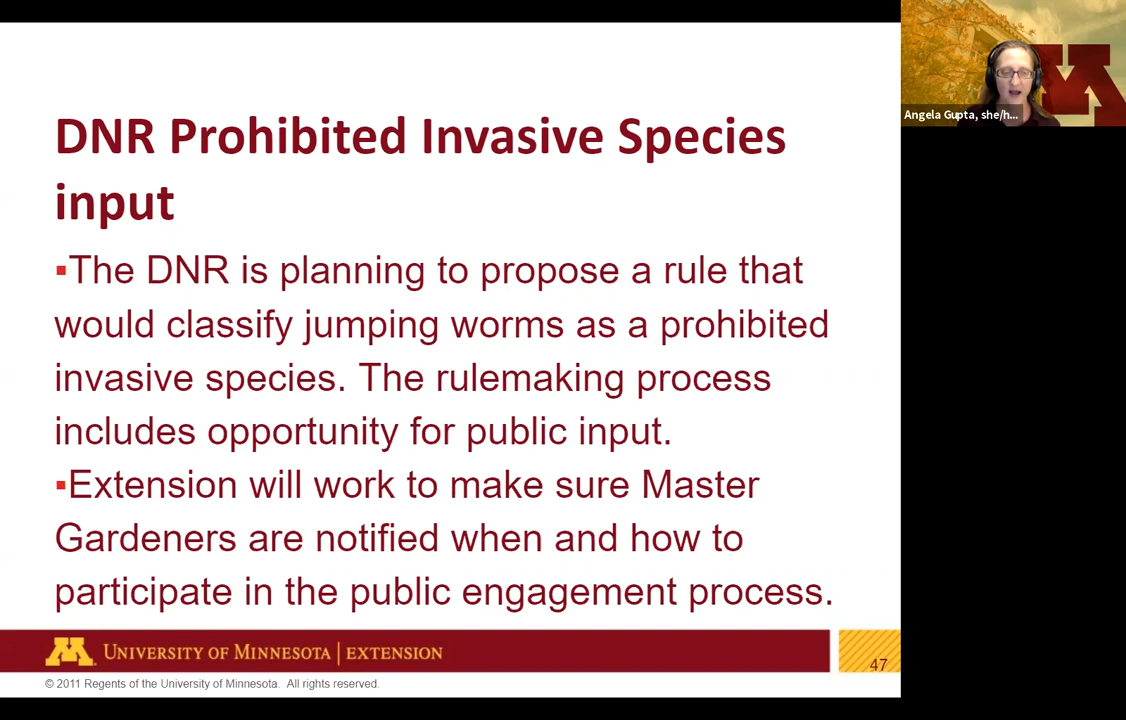 DNR Prohibited Invasive Species
input
▪The DNR is planning to propose a rule that
would classify jumping worms as a prohibited
invasive species. The rulemaking process
includes opportunity for public input.
▪Extension will work to make sure Master
Gardeners are notified when and how to
participate in the public engagement process.
UNIVERSITY OF MINNESOTA | EXTENSION
47
© 2011 Regents of the University of Minnesota. All rights reserved.
Angela Gupta, she/h...